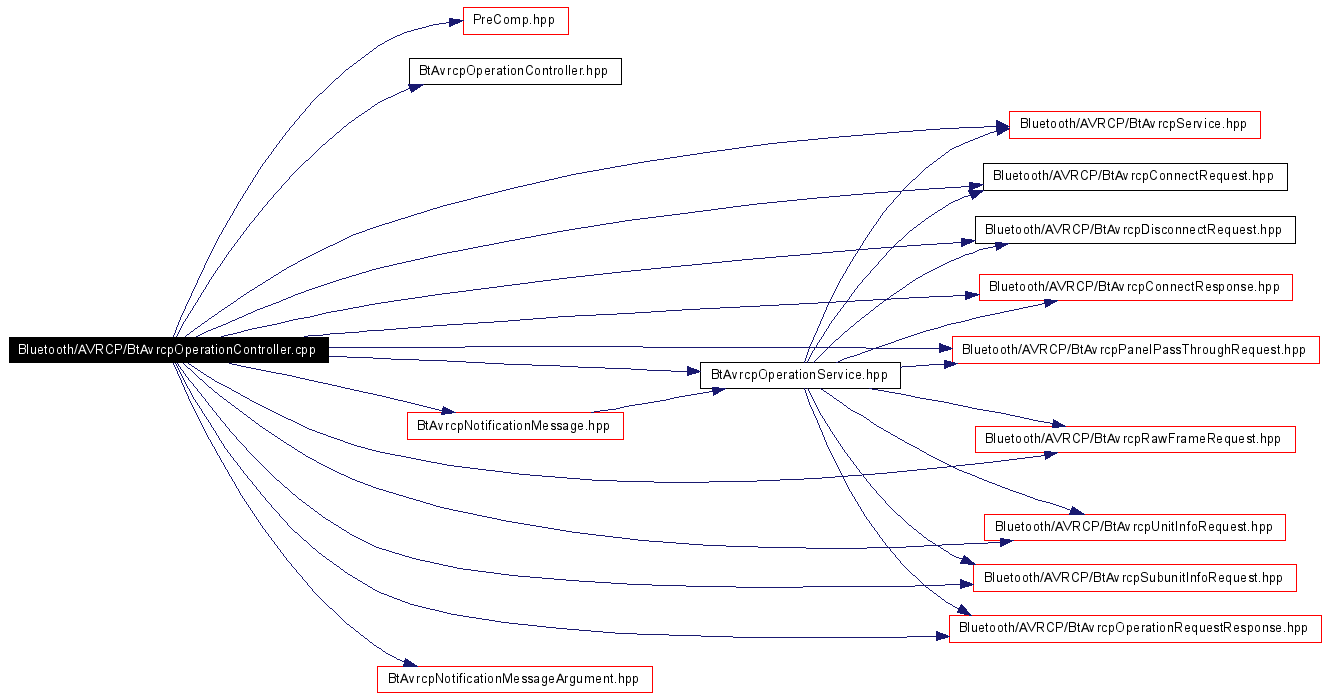 PreComp.hpp
BtAvrcpOperationController.hpp
Bluetooth/AVRCP/BtAvrcpService.hpp
Bluetooth/AVRCP/BtAvrcpConnectRequest.hpp
Bluetooth/AVRCP/BtAvrcpDisconnectRequest.hpp
Bluetooth/AVRCP/BtAvrcpConnectResponse.hpp
Bluetooth/AVRCP/BtAvrcpOperationController.cpp
Bluetooth/AVRCP/BtAvrcpPanelPassThroughRequest.hpp
BtAvrcpOperationService.hpp
BtAvrcpNotificationMessage.hpp
Bluetooth/AVRCP/BtAvrcpRawFrameRequest.hpp
Bluetooth/AVRCP/BtAvrcpUnitInfoRequest.hpp
Bluetooth/AVRCP/BtAvrcpSubunitInfoRequest.hpp
Bluetooth/AVRCP/BtAvrcpOperationRequestResponse.hpp
BtAvrcpNotificationMessageArgument.hpp